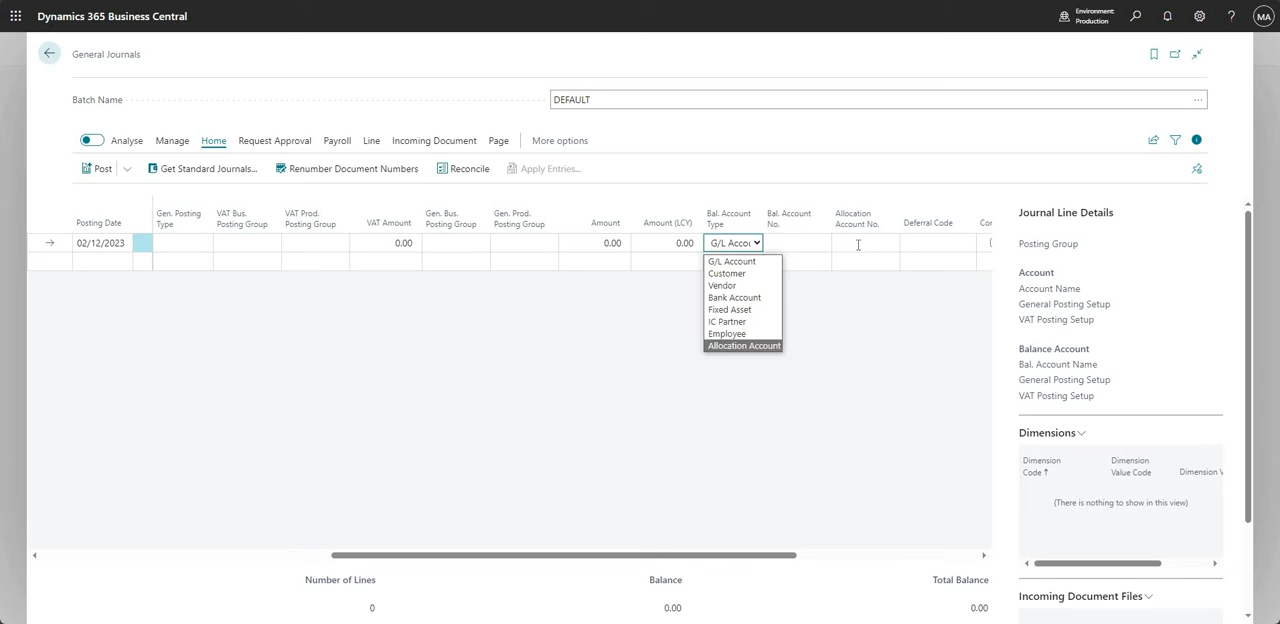 Dynamics 365 Business Central
Environment:
Production
MA
General Journals
Batch Name
DEFAULT
Analyse Manage Home Request Approval Payroll Line Incoming Document Page More options
Post Get Standard Journals... Renumber Document Numbers Reconcile Apply Entries...
Posting Date
Gen. Posting
Type
VAT Bus.
Posting Group
VAT Prod.
Posting Group
VAT Amount
Gen. Bus.
Posting Group
Gen. Prod.
Posting Group
Amount
Amount (LCY)
Bal. Account
Type
Bal. Account
No.
Allocation
Account No.
Deferral Code
Co
02/12/2023 0.00 0.00 0.00 G/L Accou
G/L Account
Customer
Vendor
Bank Account
Fixed Asset
IC Partner
Employee
Allocation Account
Number of Lines Balance Total Balance
0 0.00 0.00
Journal Line Details
Posting Group
Account
Account Name
General Posting Setup
VAT Posting Setup
Balance Account
Bal. Account Name
General Posting Setup
VAT Posting Setup
Dimensions
Dimension
Code ↑
Dimension
Value Code
Dimension V
(There is nothing to show in this view)
Incoming Document Files